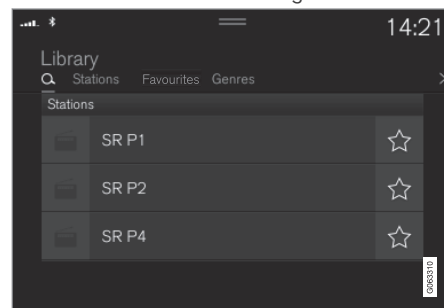 14:21
Library
Stations Favourites Genres
Stations
SR P1
SR P2
SR P4
G063310